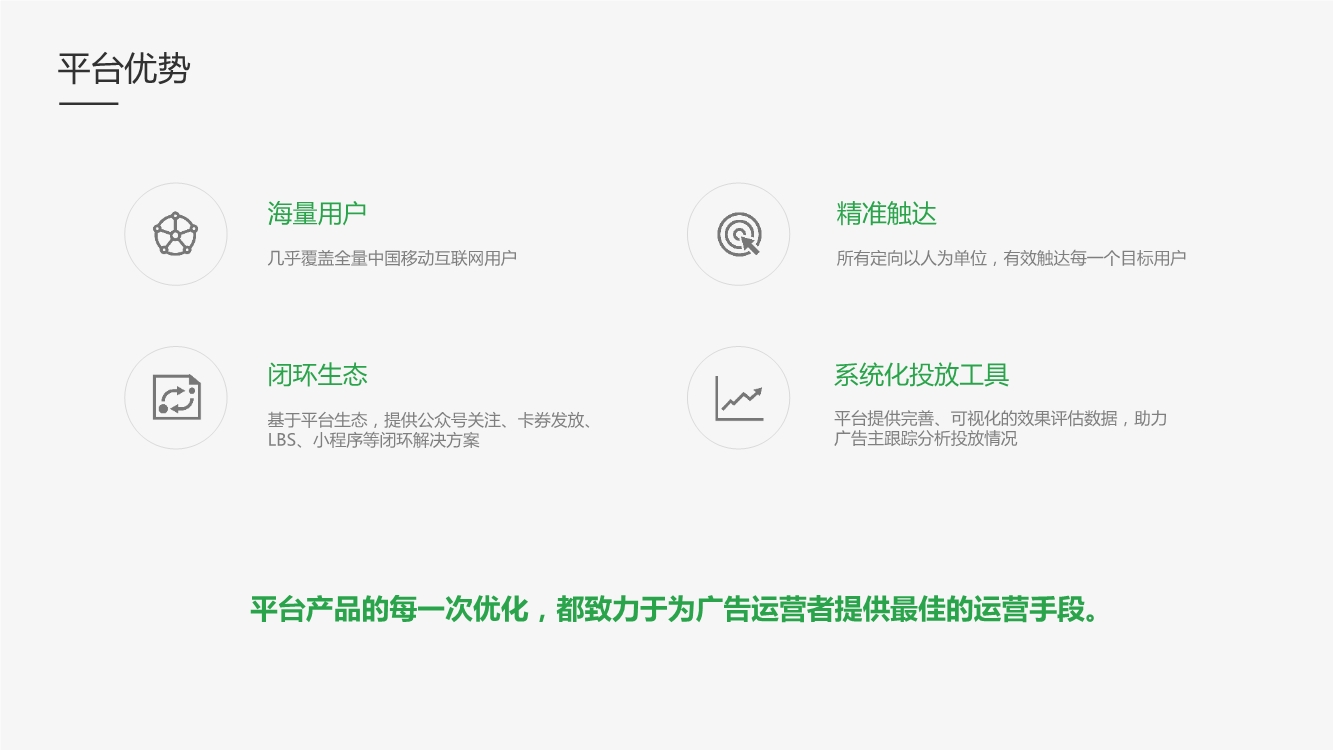 平台优势
海量用户
几乎覆盖全量中国移动互联网用户
精准触达
所有定向以人为单位，有效触达每一个目标用户
闭环生态
基于平台生态，提供公众号关注、卡券发放、
LBS、小程序等闭环解决方案
系统化投放工具
平台提供完善、可视化的效果评估数据，助力
广告主跟踪分析投放情况
平台产品的每一次优化，都致力于为广告运营者提供最佳的运营手段。